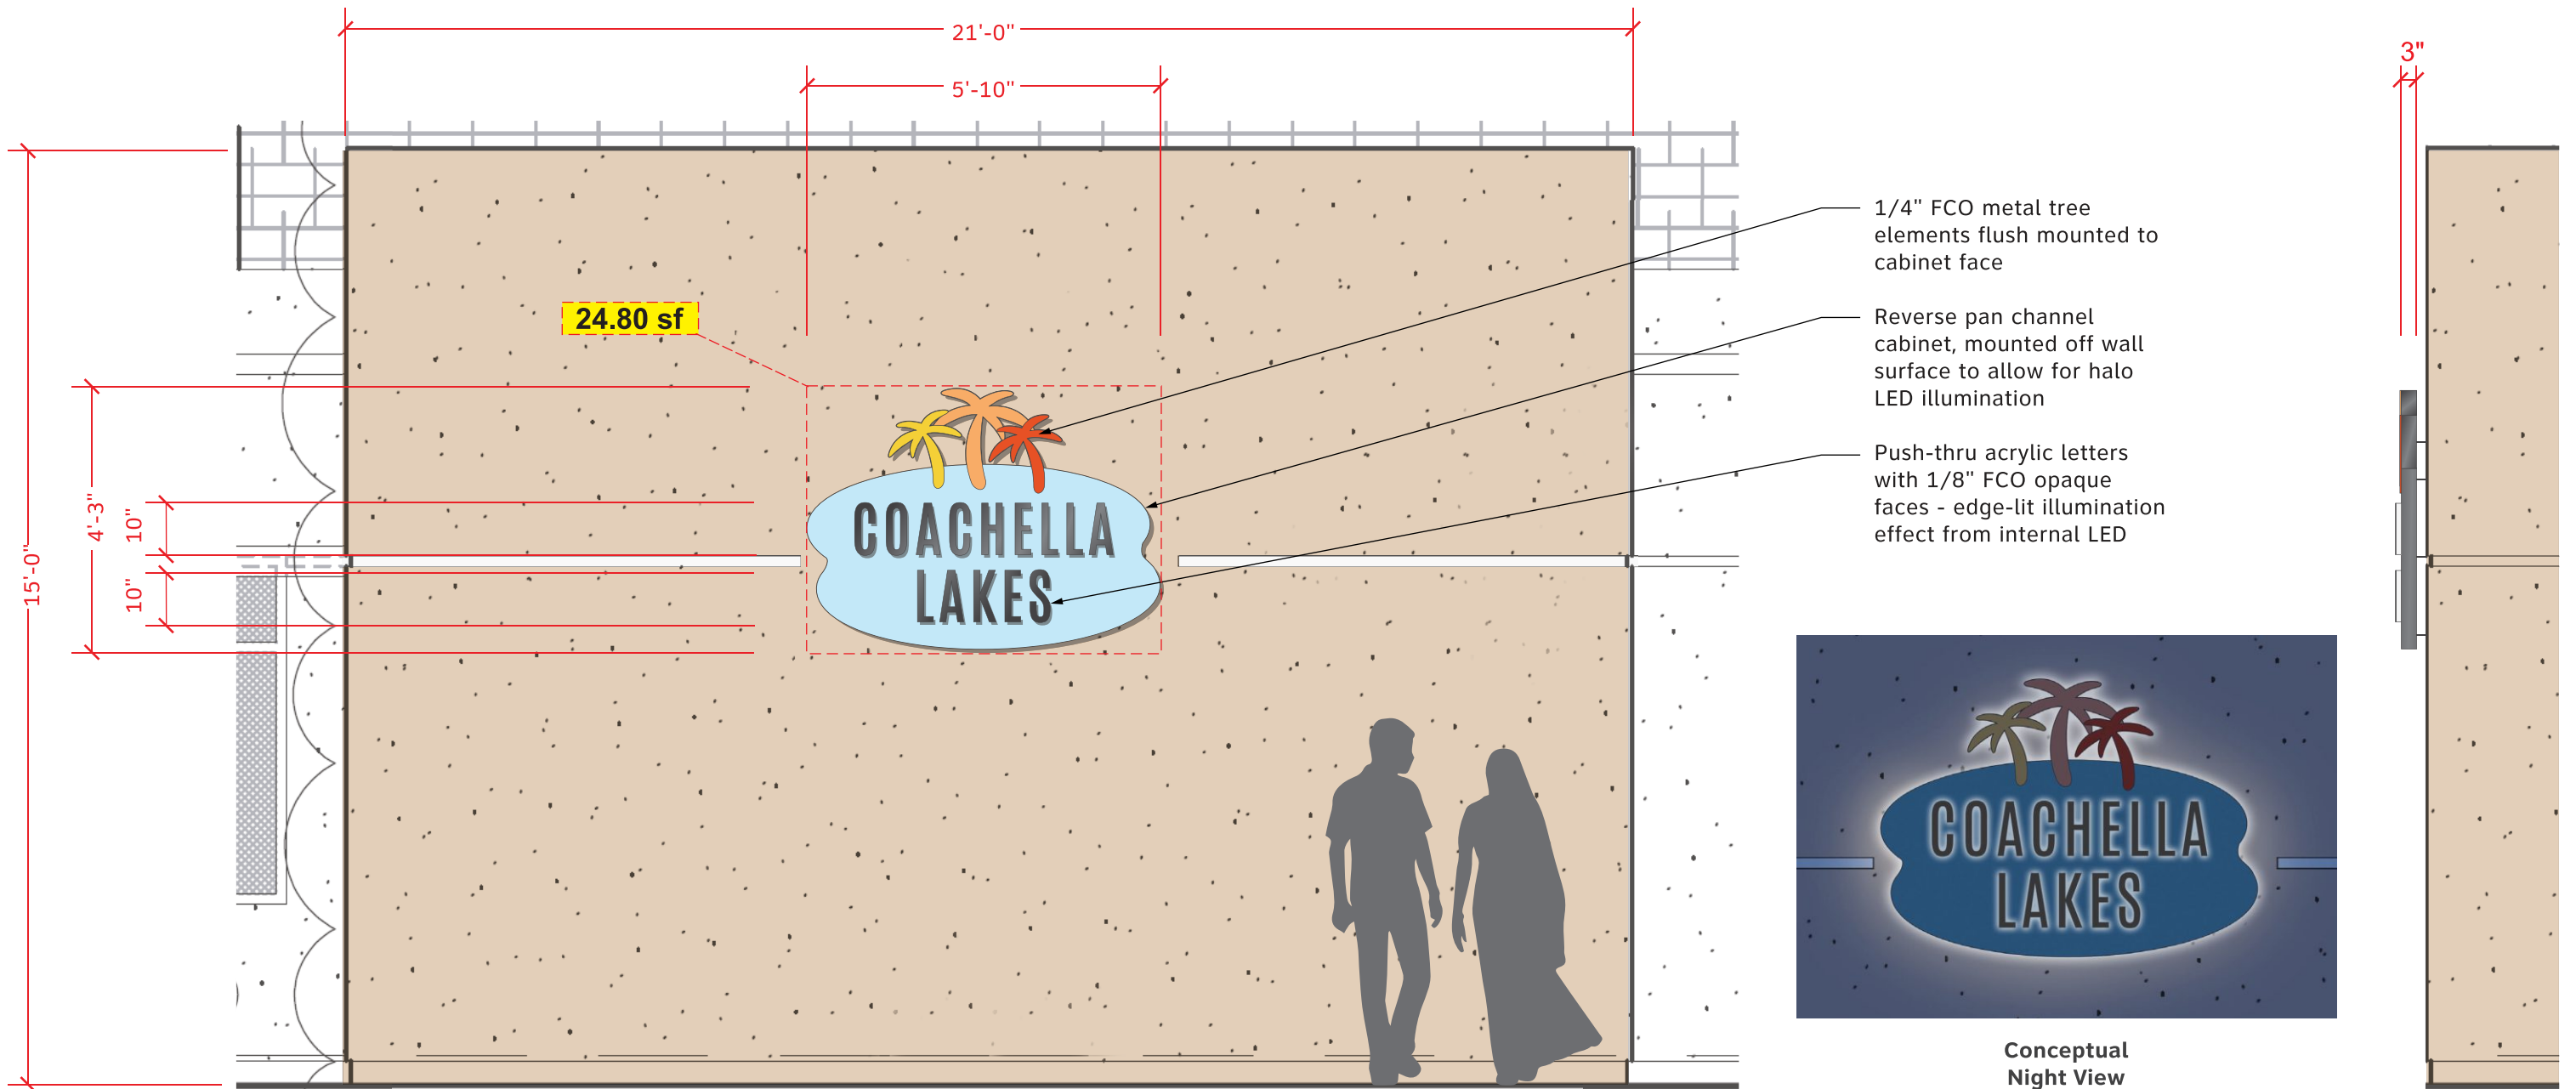 21'-0"
3"
5'-10"
1/4" FCO metal tree
elements flush mounted to
cabinet face
24.80 sf
Reverse pan channel
cabinet, mounted off wall
surface to allow for halo
LED illumination
Push-thru acrylic letters
with 1/8" FCO opaque
faces - edge-lit illumination
effect from internal LED
15'-0"
4'-3"
10"
10"
COACHELLA
LAKES
COACHELLA
LAKES
Conceptual
Night View